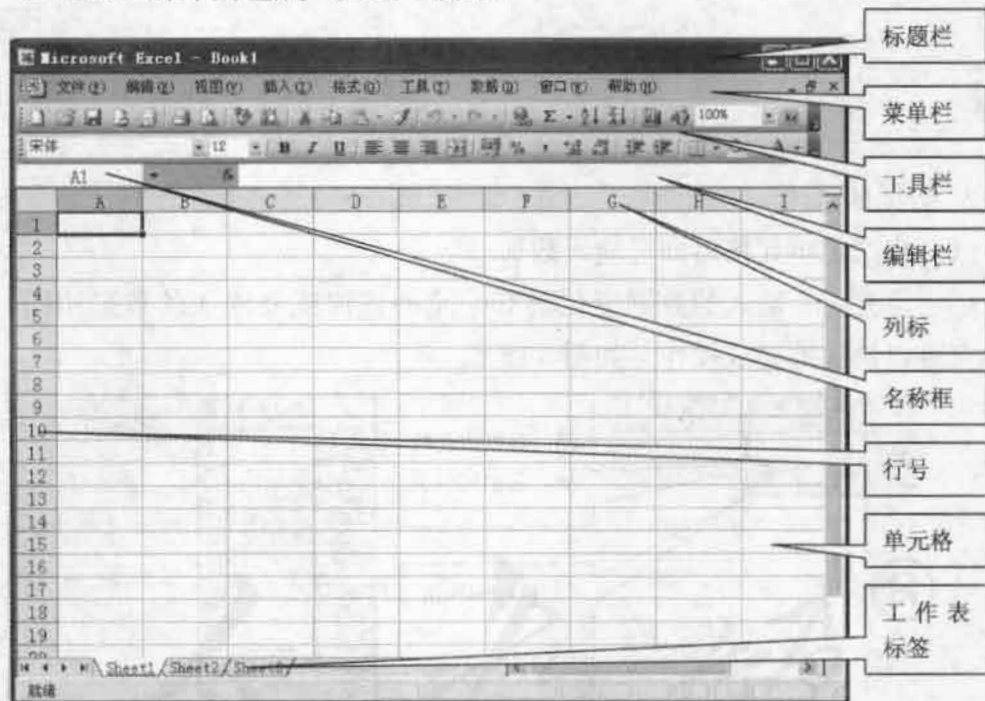 标题栏
Microsoft Excel - Book1
文件(F) 编辑(E) 视图(V) 插入(I) 格式(O) 工具(T) 数据(D) 窗口(W) 帮助(H)
菜单栏
100%
宋体 12 B I U
工具栏
A1
A B C D E F G H I
编辑栏
1
2
3
4
列标
5
6
7
8
名称框
9
10
11
行号
12
13
14
15
单元格
16
17
18
19
工作表
标签
Sheet1 Sheet2 Sheet3
就绪